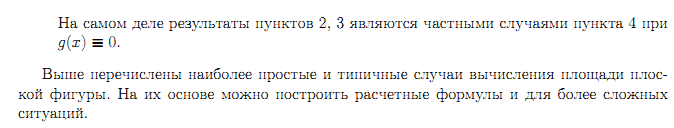 На самом деле результаты пунктов 2, 3 являются частными случаями пункта 4 при
g(x) ≡ 0.
Выше перечислены наиболее простые и типичные случаи вычисления площади плос-
кой фигуры. На их основе можно построить расчетные формулы и для более сложных
ситуаций.